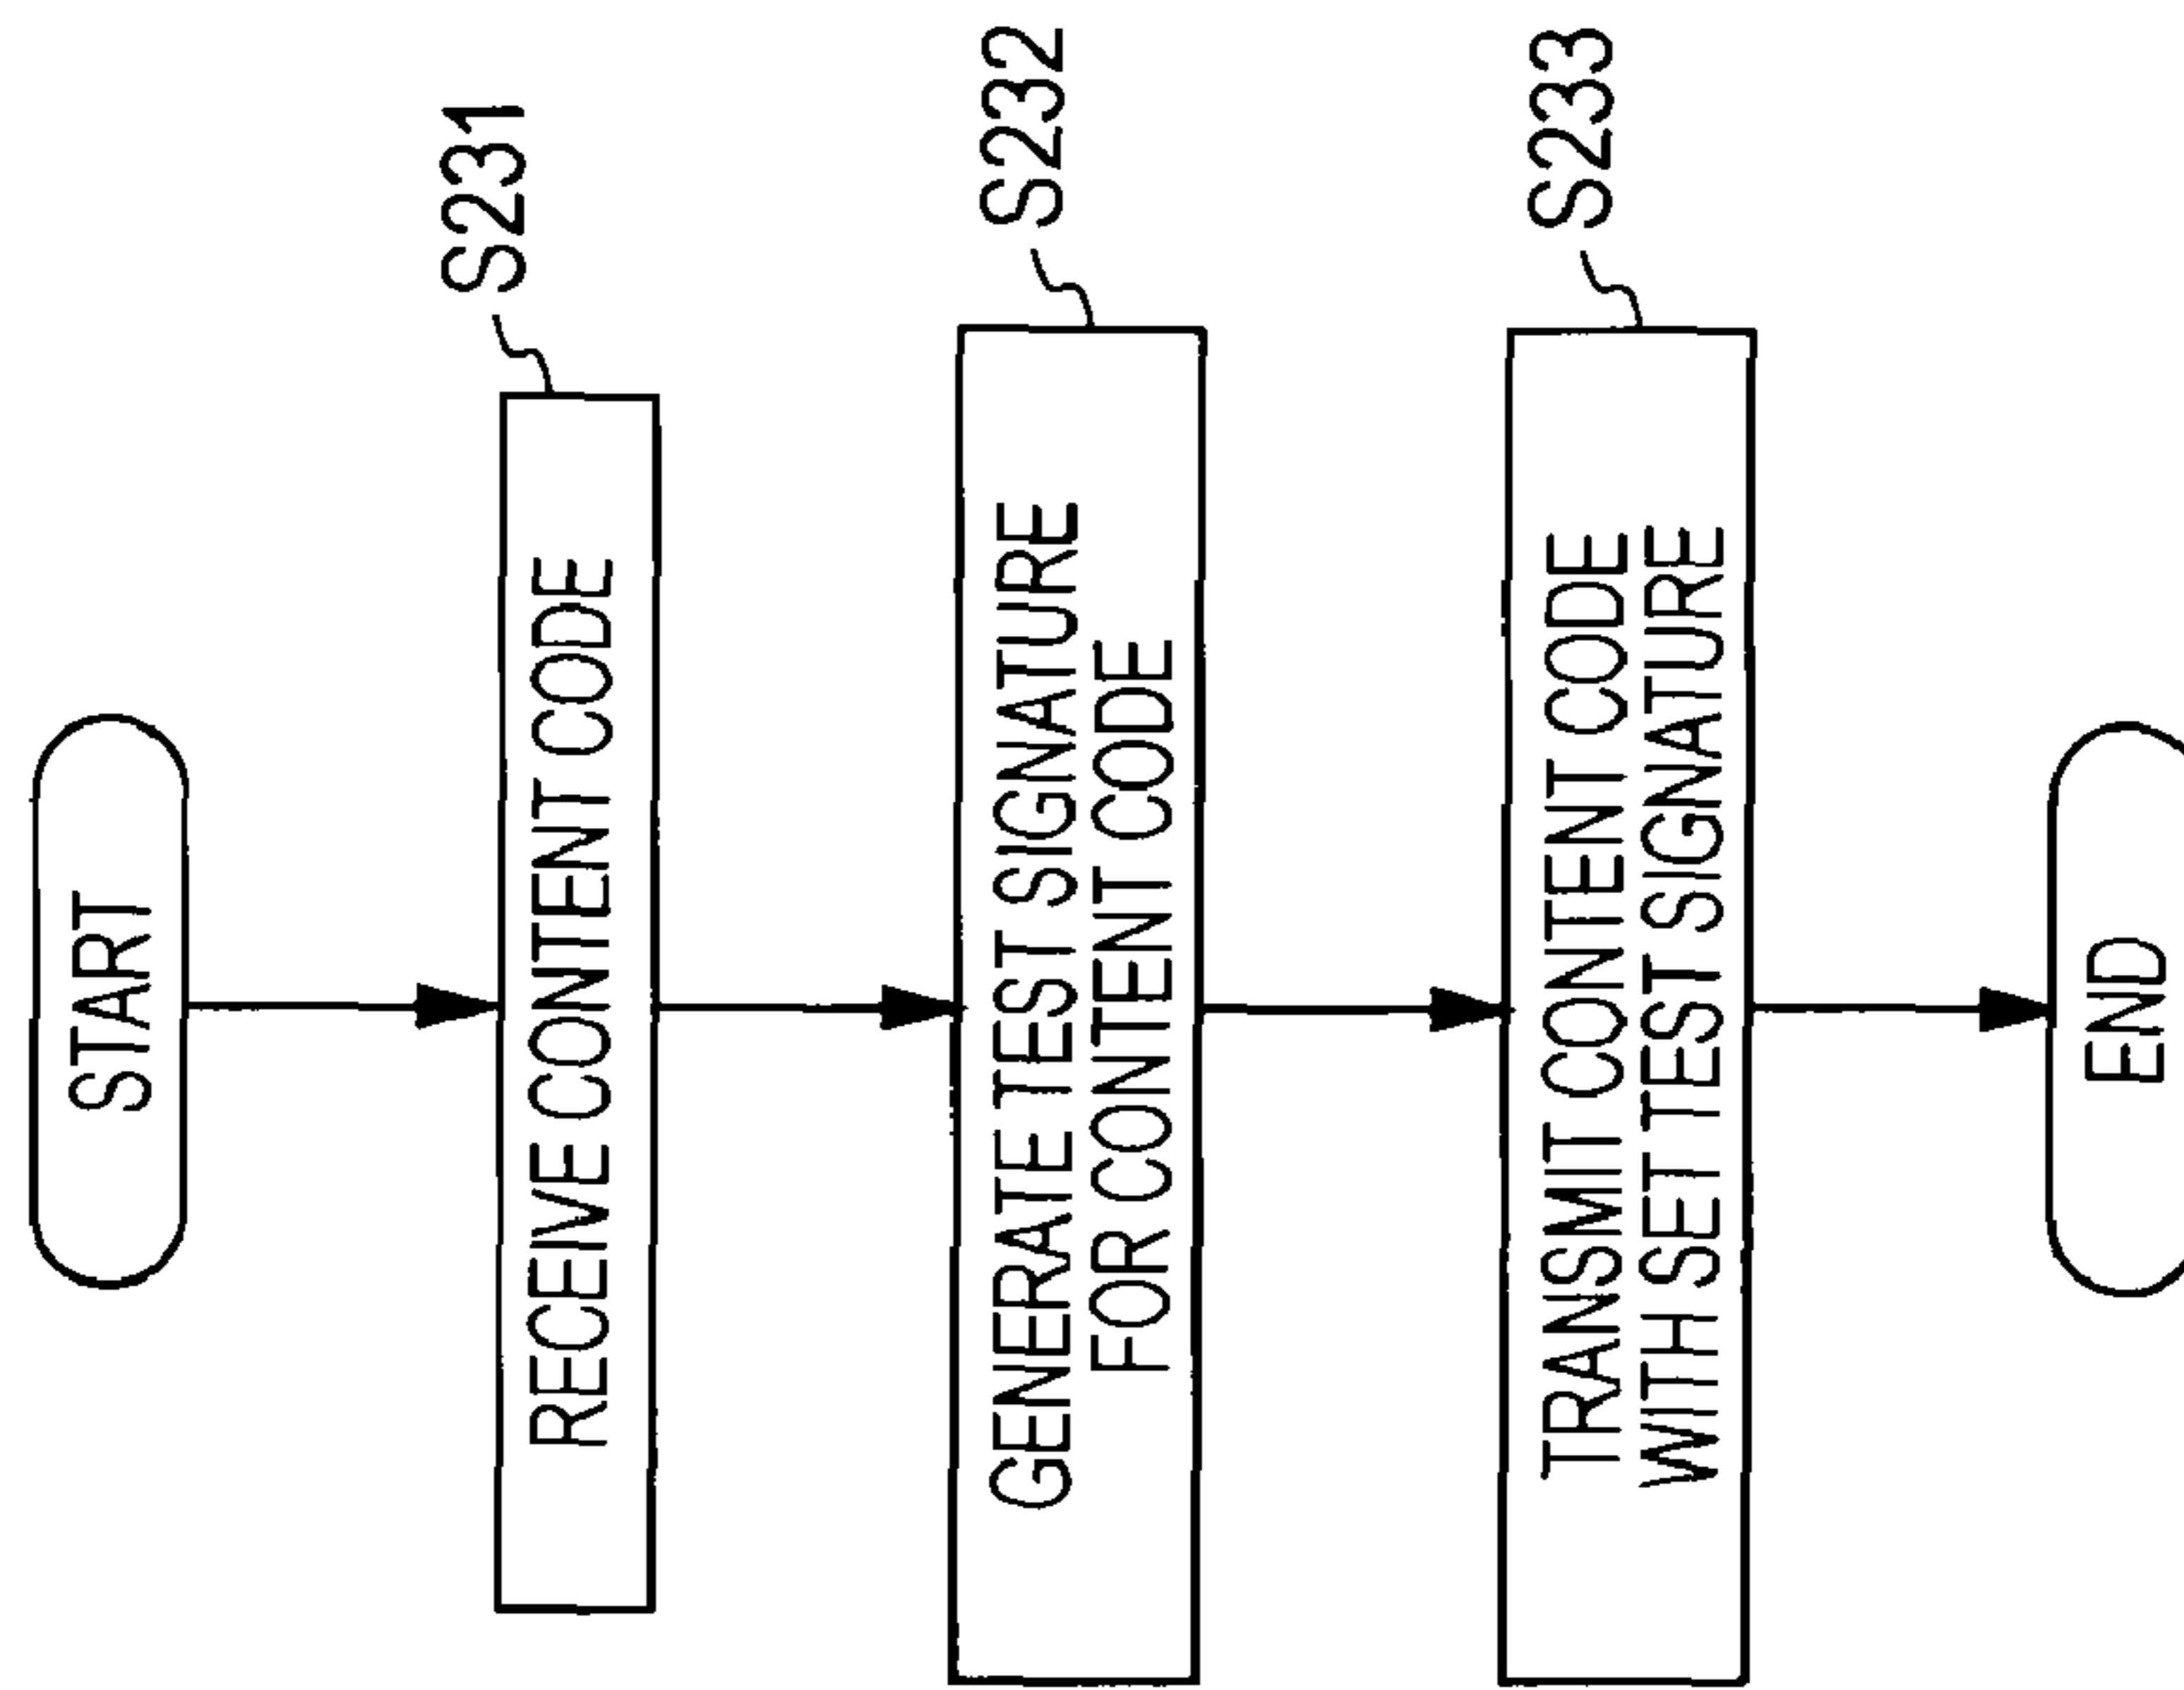 START
S231
RECEIVE CONTENT CODE
S232
GENERATE TEST SIGNATURE
FOR CONTENT CODE
S233
TRANSMIT CONTENT CODE
WITH SET TEST SIGNATURE
END